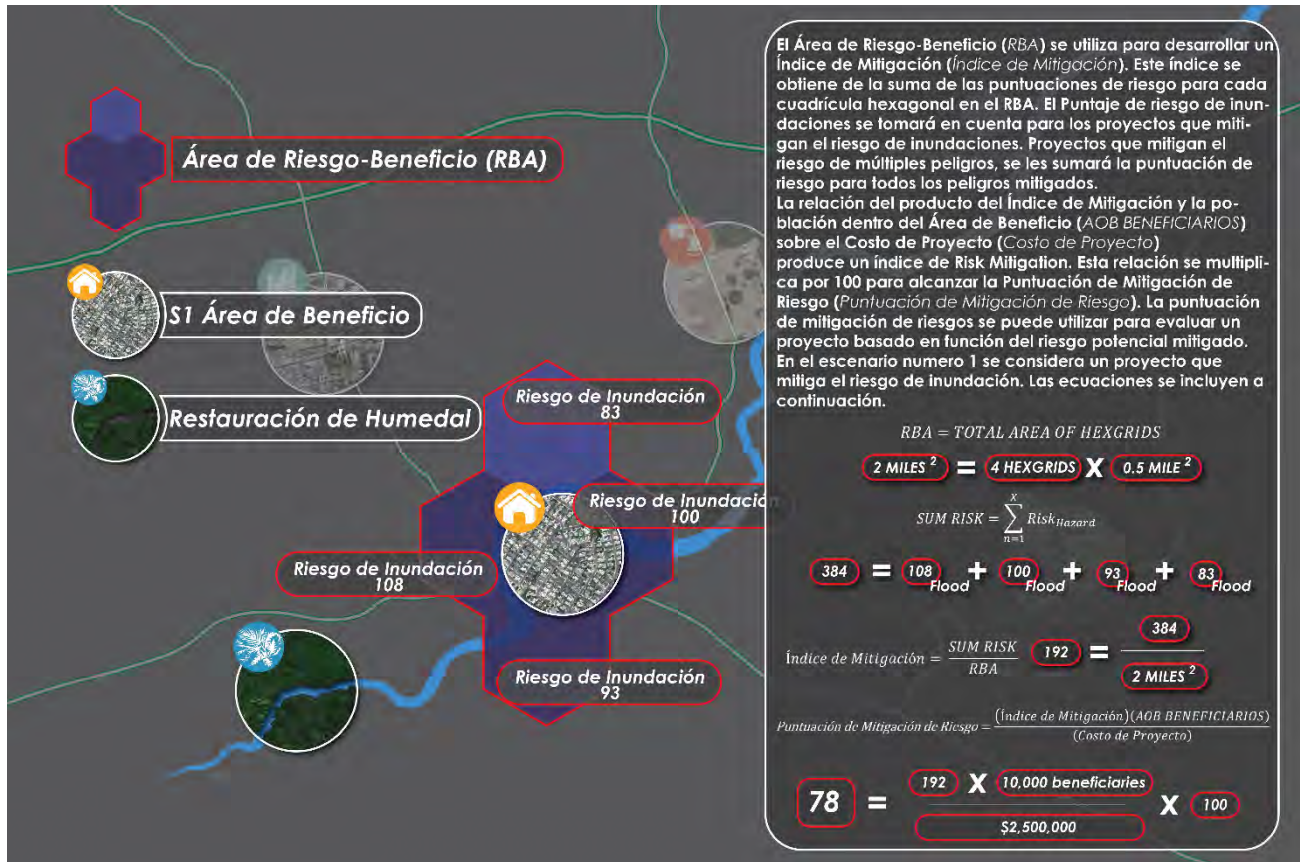 Área de Riesgo-Beneficio (RBA)
S1 Área de Beneficio
Restauración de Humedal
Riesgo de Inundación
83
Riesgo de Inundación
100
Riesgo de Inundación
108
Riesgo de Inundación
93
El Área de Riesgo-Beneficio (RBA) se utiliza para desarrollar un
Índice de Mitigación (Índice de Mitigación). Este índice se
obtiene de la suma de las puntuaciones de riesgo para cada
cuadrícula hexagonal en el RBA. El Puntaje de riesgo de inun-
daciones se tomará en cuenta para los proyectos que miti-
gan el riesgo de inundaciones. Proyectos que mitigan el
riesgo de múltiples peligros, se les sumará la puntuación de
riesgo para todos los peligros mitigados.
La relación del producto del Índice de Mitigación y la po-
blación dentro del Área de Beneficio (AOB BENEFICIARIOS)
sobre el Costo de Proyecto (Costo de Proyecto)
produce un índice de Risk Mitigation. Esta relación se multipli-
ca por 100 para alcanzar la Puntuación de Mitigación de
Riesgo (Puntuación de Mitigación de Riesgo). La puntuación
de mitigación de riesgos se puede utilizar para evaluar un
proyecto basado en función del riesgo potencial mitigado.
En el escenario numero 1 se considera un proyecto que
mitiga el riesgo de inundación. Las ecuaciones se incluyen a
continuación.
RBA = TOTAL AREA OF HEXGRIDS
2 MILES ² = 4 HEXGRIDS X 0.5 MILE ²
SUM RISK = ∑ₙ₌₁ˣ Risk_Hazard
384 = 108 Flood + 100 Flood + 93 Flood + 83 Flood
Índice de Mitigación = SUM RISK / RBA 192 = 384 / 2 MILES ²
Puntuación de Mitigación de Riesgo = (Índice de Mitigación)(AOB BENEFICIARIOS) / (Costo de Proyecto)
78 = 192 X 10,000 beneficiaries / $2,500,000 X 100